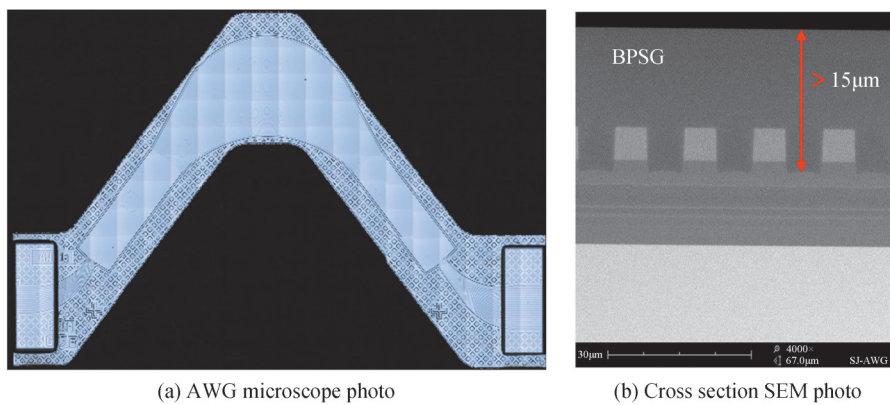 BPSG
> 15μm
30μm
4000×
67.0μm
SJ-AWG
(a) AWG microscope photo
(b) Cross section SEM photo